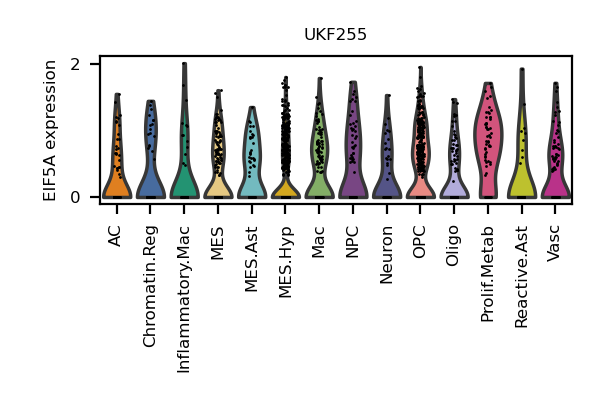 UKF255
EIF5A expression
2
0
AC
Chromatin.Reg
Inflammatory.Mac
MES
MES.Ast
MES.Hyp
Mac
NPC
Neuron
OPC
Oligo
Prolif.Metab
Reactive.Ast
Vasc